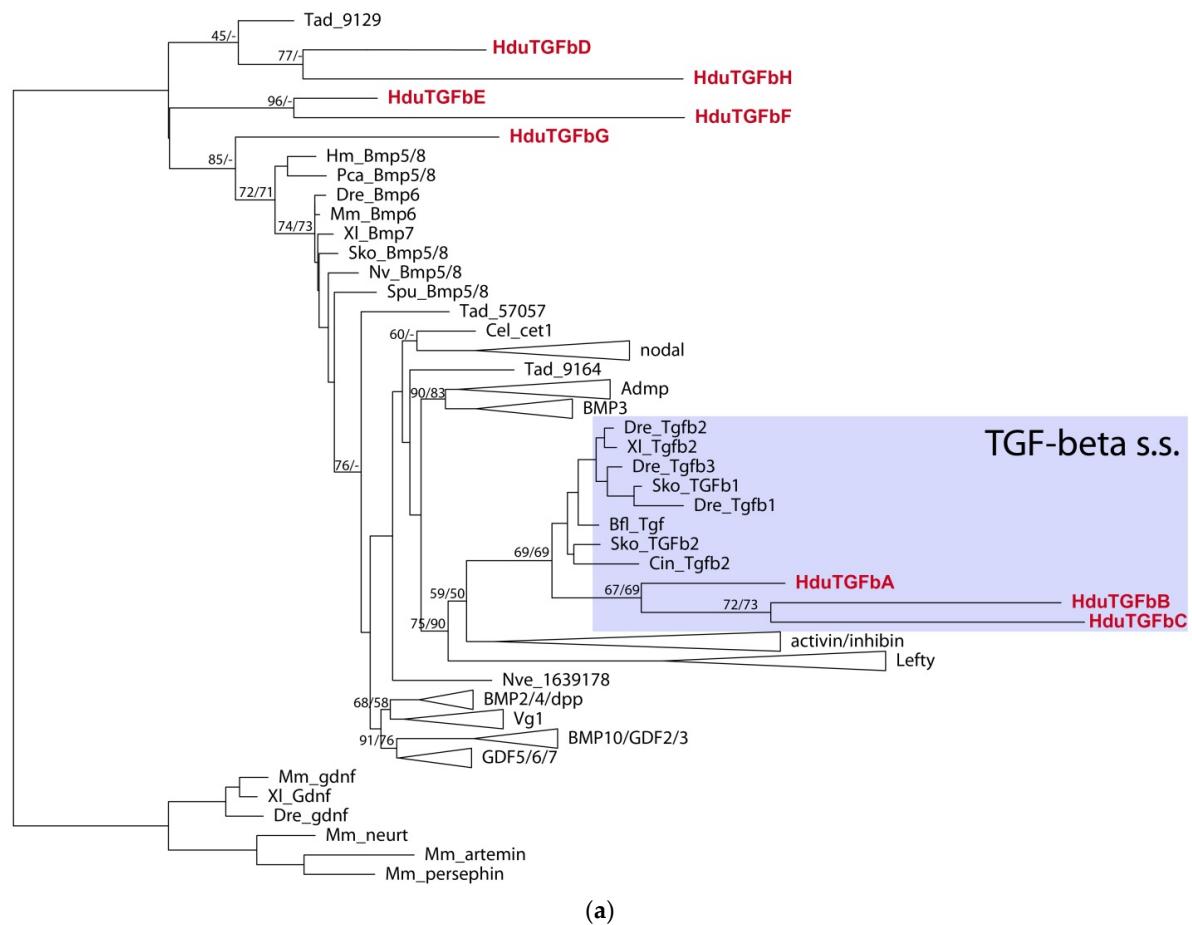 Tad_9129
45/-
HduTGFbD
77/-
HduTGFbH
HduTGFbE
96/-
HduTGFbF
HduTGFbG
85/-
Hm_Bmp5/8
Pca_Bmp5/8
72/71
Dre_Bmp6
Mm_Bmp6
74/73
Xl_Bmp7
Sko_Bmp5/8
Nv_Bmp5/8
Spu_Bmp5/8
Tad_57057
Cel_cet1
60/-
nodal
Tad_9164
90/83
Admp
BMP3
TGF-beta s.s.
Dre_Tgfb2
Xl_Tgfb2
Dre_Tgfb3
76/-
Sko_TGFb1
Dre_Tgfb1
Bfl_Tgf
Sko_TGFb2
69/69
Cin_Tgfb2
HduTGFbA
67/69
59/50
HduTGFbB
72/73
HduTGFbC
75/90
activin/inhibin
Lefty
Nve_1639178
BMP2/4/dpp
68/58
Vg1
BMP10/GDF2/3
91/76
GDF5/6/7
Mm_gdnf
Xl_Gdnf
Dre_gdnf
Mm_neurt
Mm_artemin
Mm_persephin
(a)